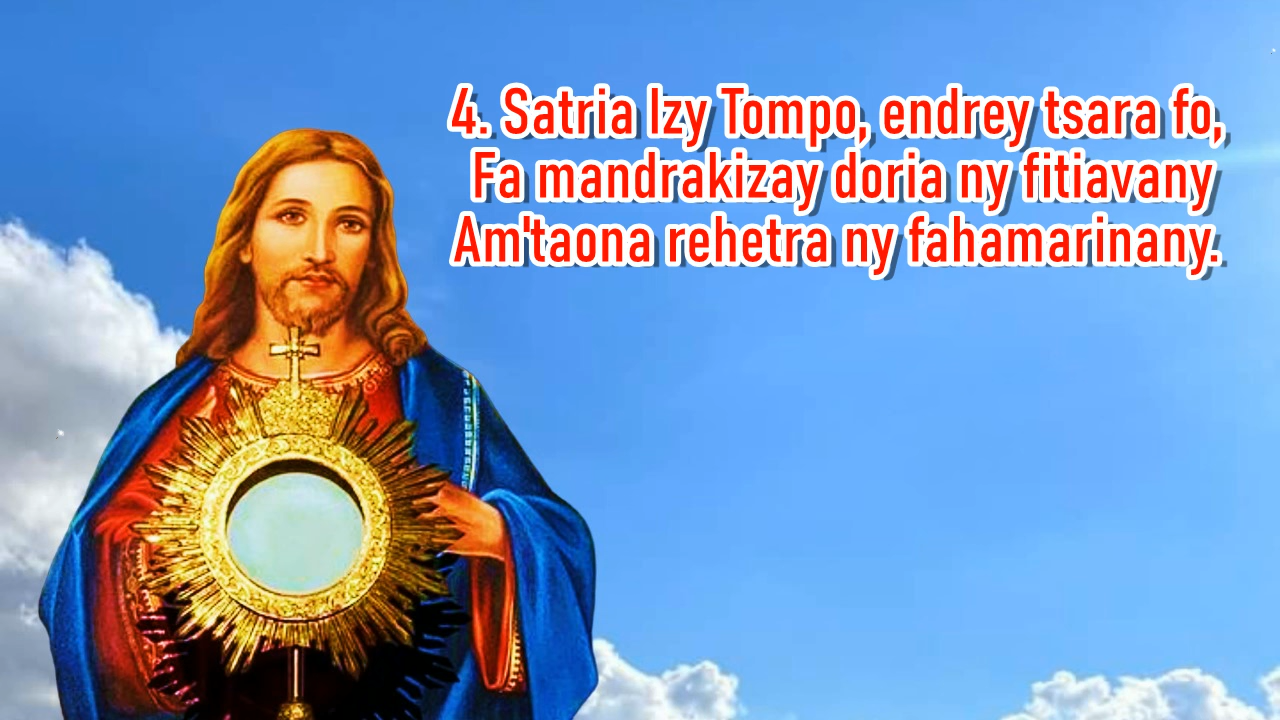 4. Satria Izy Tompo, endrey tsara fo,
Fa mandrakizay doria ny fitiavany
Am'taona rehetra ny fahamarinany.